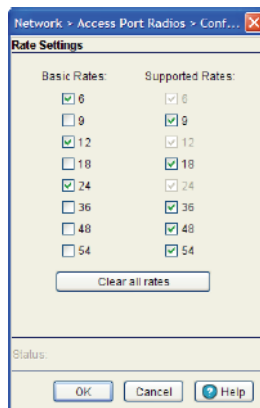 Network > Access Port Radios > Conf...
Rate Settings
Basic Rates: Supported Rates:
6 6
9 9
12 12
18 18
24 24
36 36
48 48
54 54
Clear all rates
Status:
OK Cancel ? Help